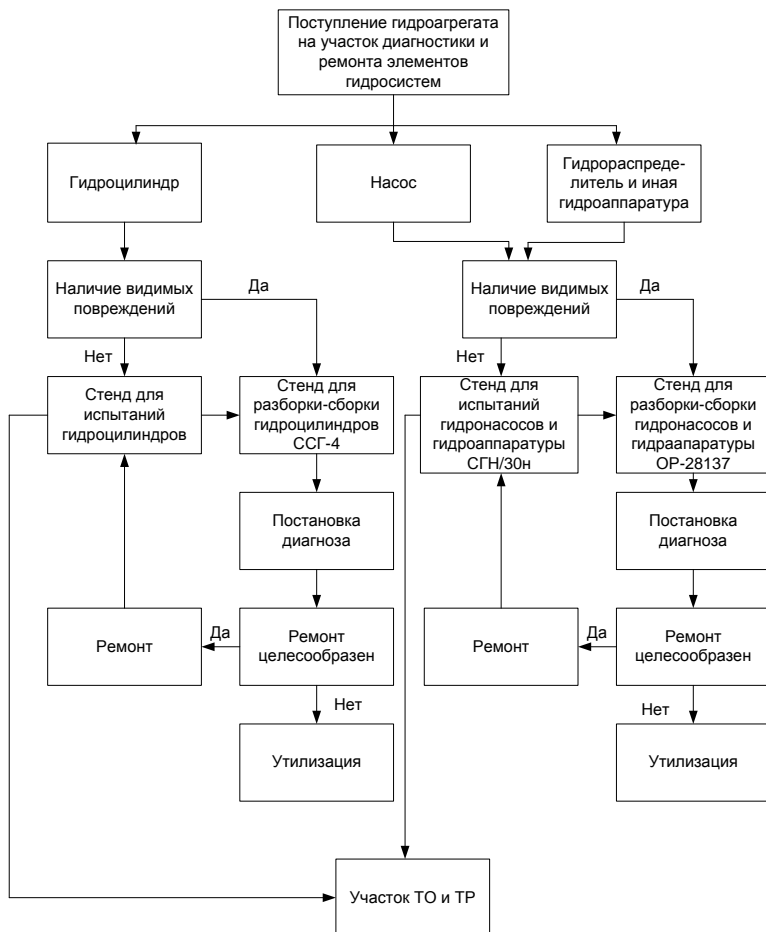 Поступление гидроагрегата
на участок диагностики и
ремонта элементов
гидросистем
Гидроцилиндр
Насос
Гидрораспреде-
литель и иная
гидроаппаратура
Наличие видимых
повреждений
Да
Нет
Наличие видимых
повреждений
Да
Нет
Стенд для
испытаний
гидроцилиндров
Стенд для
разборки-сборки
гидроцилиндров
ССГ-4
Стенд для
испытаний
гидронасосов и
гидроаппаратуры
СГН/30н
Стенд для
разборки-сборки
гидронасосов и
гидраапаратуры
ОР-28137
Постановка
диагноза
Постановка
диагноза
Ремонт
Да
Ремонт
целесообразен
Ремонт
Да
Ремонт
целесообразен
Нет
Нет
Утилизация
Утилизация
Участок ТО и ТР